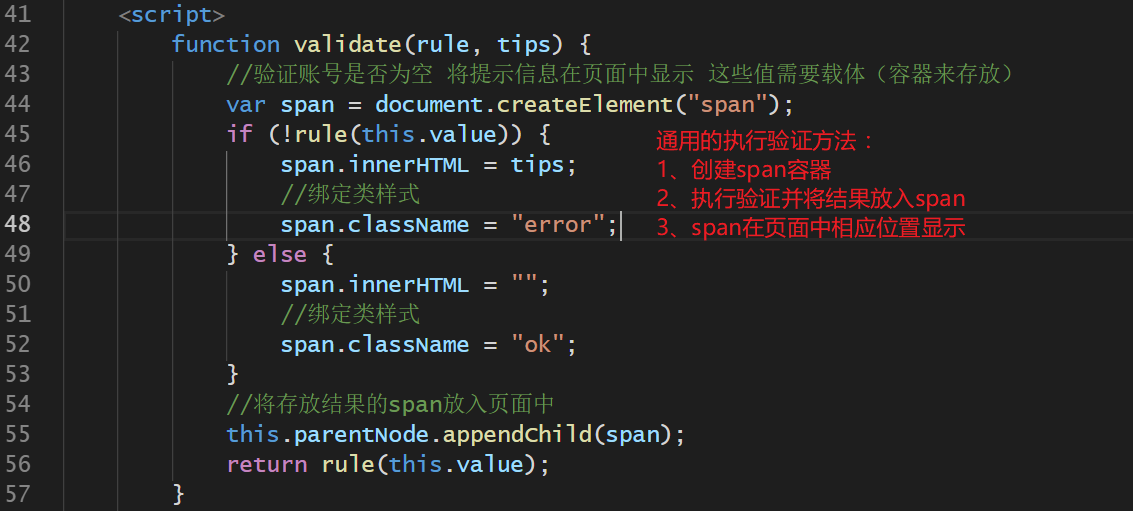 41 <script>
42 function validate(rule, tips) {
43 //验证账号是否为空 将提示信息在页面中显示 这些值需要载体（容器来存放）
44 var span = document.createElement("span");
45 if (!rule(this.value)) {
通用的执行验证方法：
46 span.innerHTML = tips;
1、创建span容器
47 //绑定类样式
2、执行验证并将结果放入span
48 span.className = "error";
3、span在页面中相应位置显示
49 } else {
50 span.innerHTML = "";
51 //绑定类样式
52 span.className = "ok";
53 }
54 //将存放结果的span放入页面中
55 this.parentNode.appendChild(span);
56 return rule(this.value);
57 }